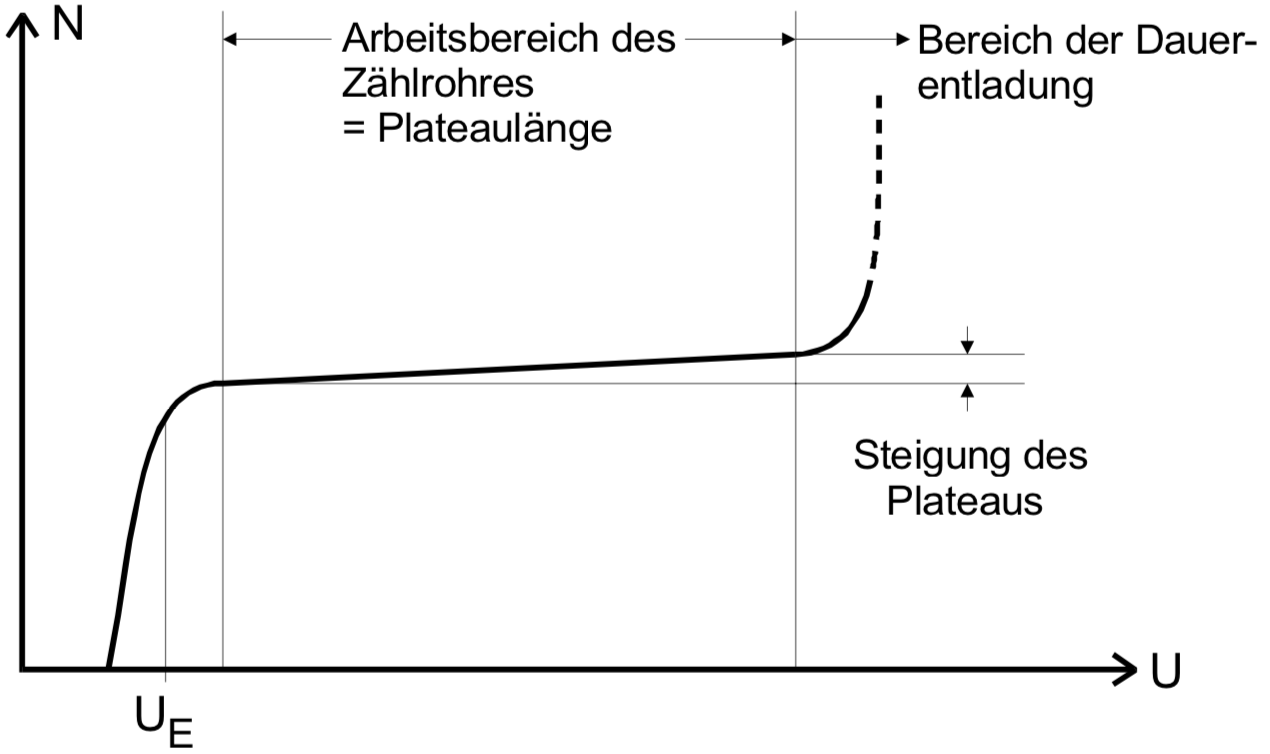 N
Arbeitsbereich des
Zählrohres
= Plateaulänge
Bereich der Dauer-
entladung
Steigung des
Plateaus
U
U_E